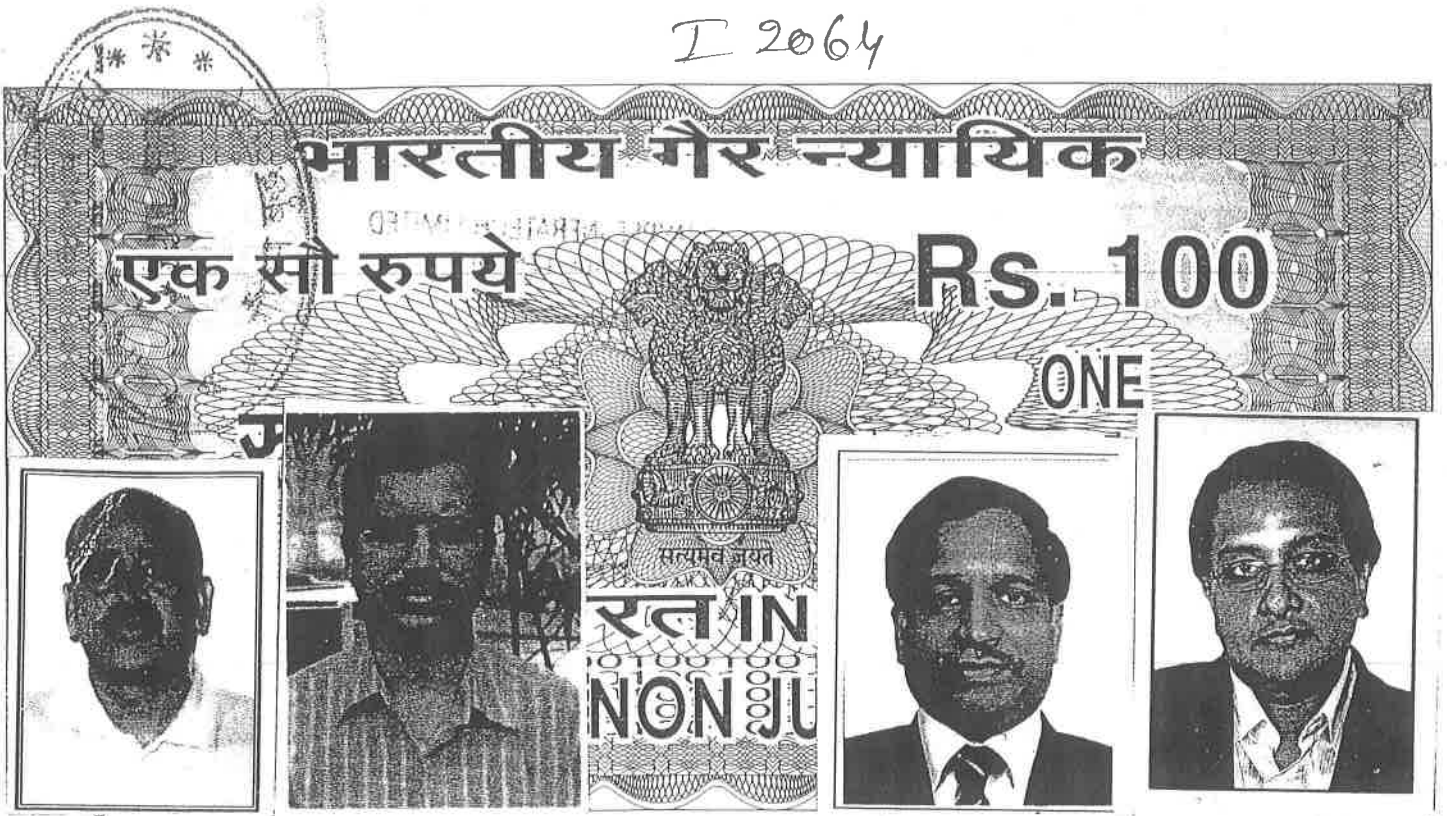 I 2064
भारतीय गैर न्यायिक
एक सौ रुपये
Rs. 100
ONE
सत्यमेव जयते
रत IN
NON JU